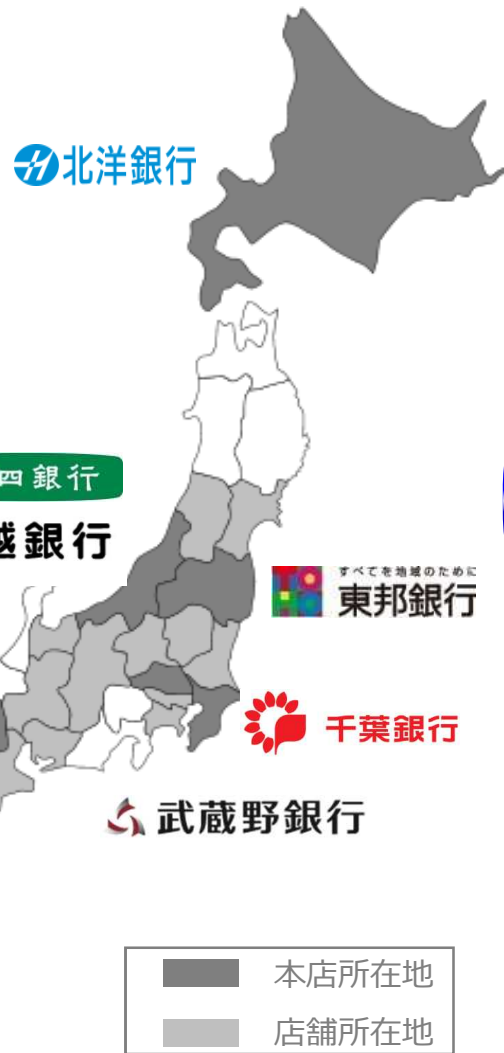 北洋銀行
四銀行
越銀行
すべてを地域のために
東邦銀行
千葉銀行
武蔵野銀行
本店所在地
店舗所在地